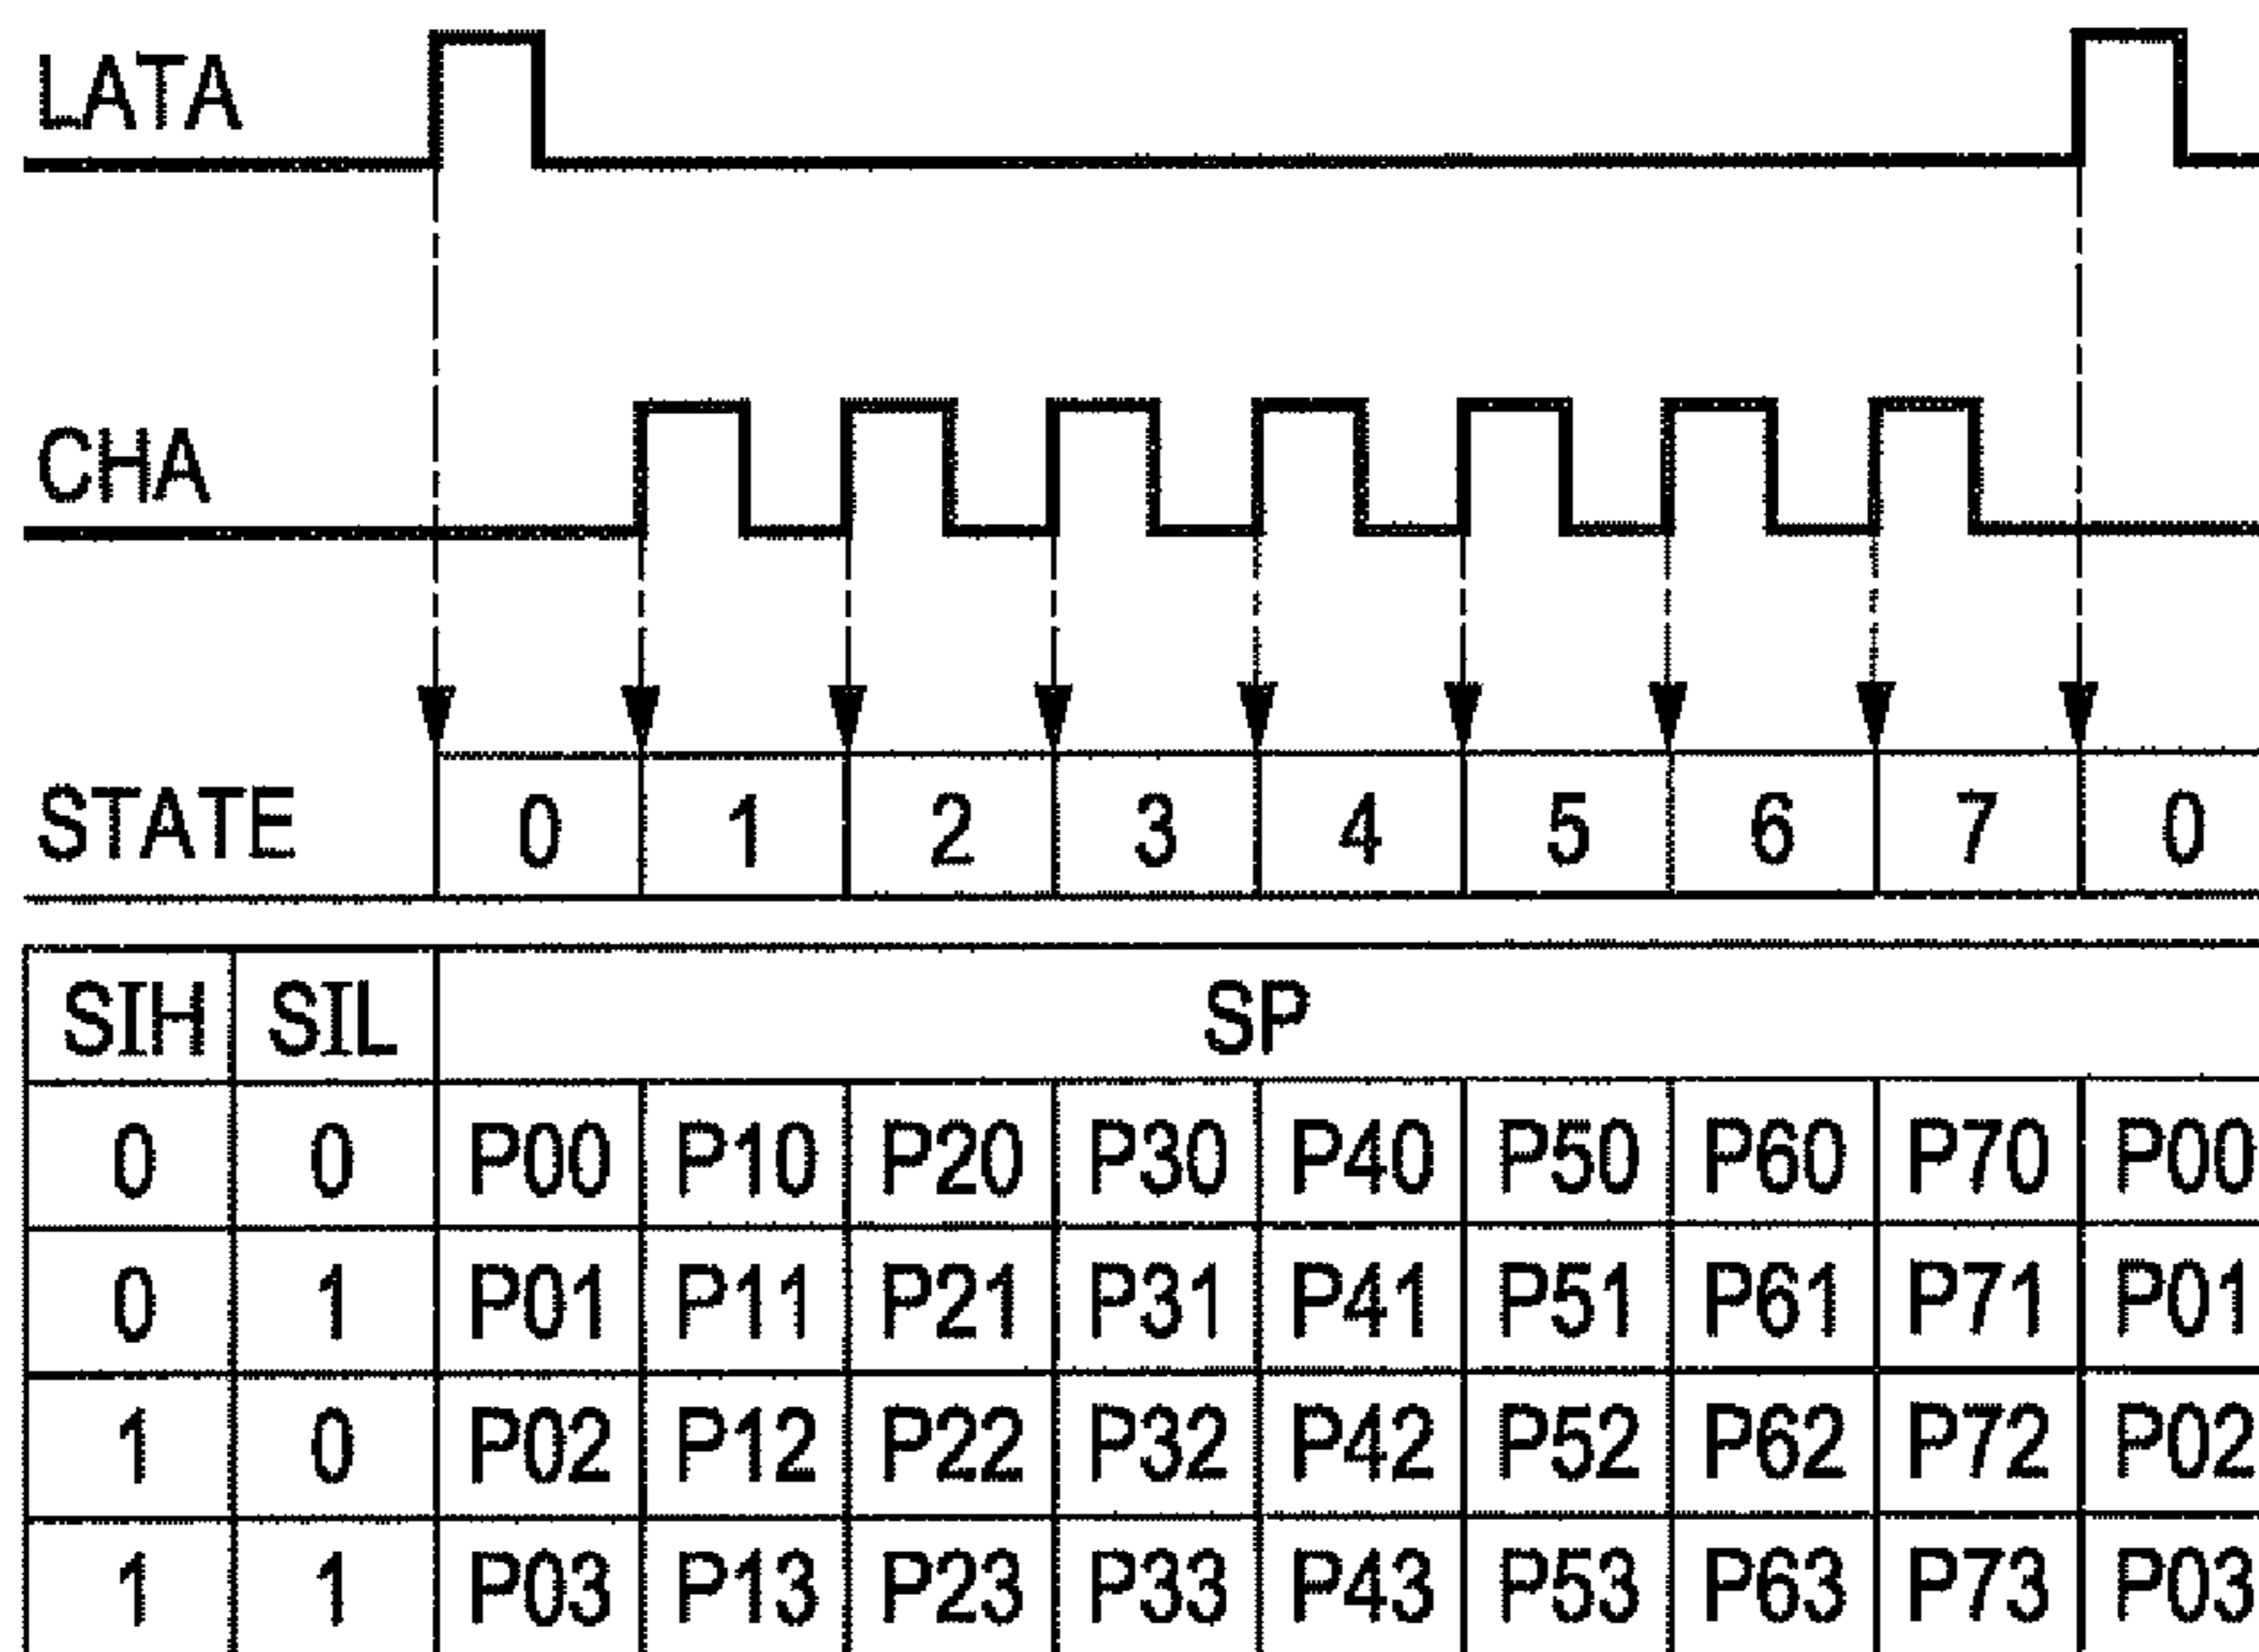 LATA
CHA
STATE 0 1 2 3 4 5 6 7 0
SIH SIL SP
0 0 P00 P10 P20 P30 P40 P50 P60 P70 P00
0 1 P01 P11 P21 P31 P41 P51 P61 P71 P01
1 0 P02 P12 P22 P32 P42 P52 P62 P72 P02
1 1 P03 P13 P23 P33 P43 P53 P63 P73 P03